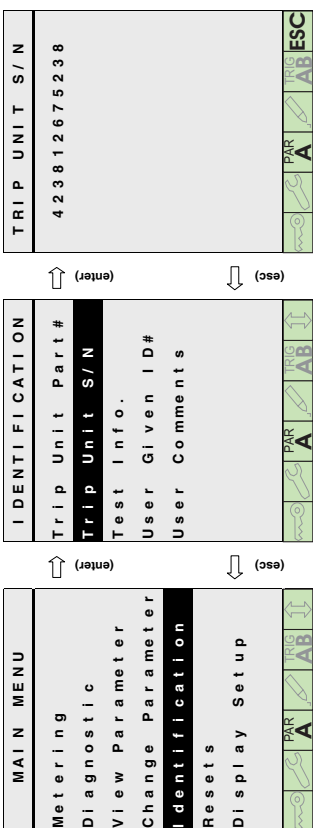 MAIN MENU
Metering
Diagnostic
View Parameter
Change Parameter
Identification
Resets
Display Setup
PAR
A
TRIG
AB
(enter)
(esc)
IDENTIFICATION
Trip Unit Part#
Trip Unit S/N
Test Info.
User Given ID#
User Comments
PAR
A
TRIG
AB
(enter)
(esc)
TRIP UNIT S/N
423812675238
PAR
A
TRIG
AB
ESC